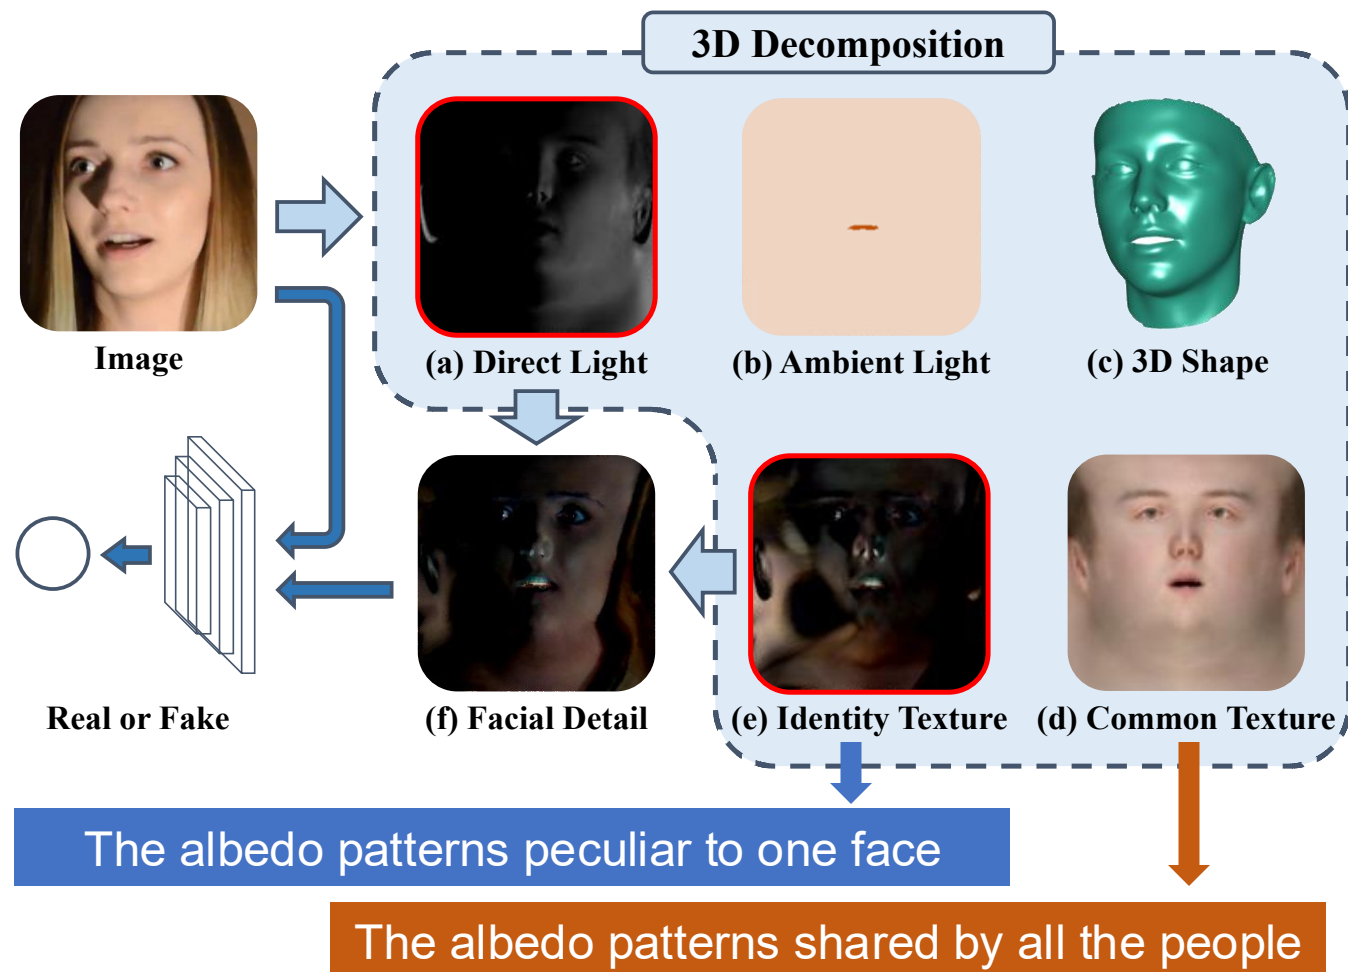 3D Decomposition
Image
(a) Direct Light
(b) Ambient Light
(c) 3D Shape
Real or Fake
(f) Facial Detail
(e) Identity Texture
(d) Common Texture
The albedo patterns peculiar to one face
The albedo patterns shared by all the people